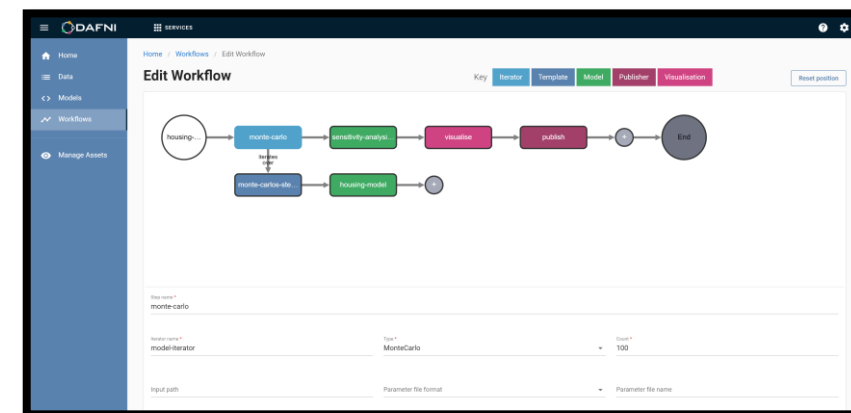 DAFNI
SERVICES
Home
Data
Models
Workflows
Manage Assets
Home / Workflows / Edit Workflow
Edit Workflow
Key Iterator Template Model Publisher Visualisation
Reset position
housing-...
monte-carlo
sensitivity-analysi...
visualise
publish
+
End
Iterates
over
monte-carlos-ste...
housing-model
+
Step name *
monte-carlo
Iterator name *
model-iterator
Type *
MonteCarlo
Count *
100
Input path
Parameter file format
Parameter file name